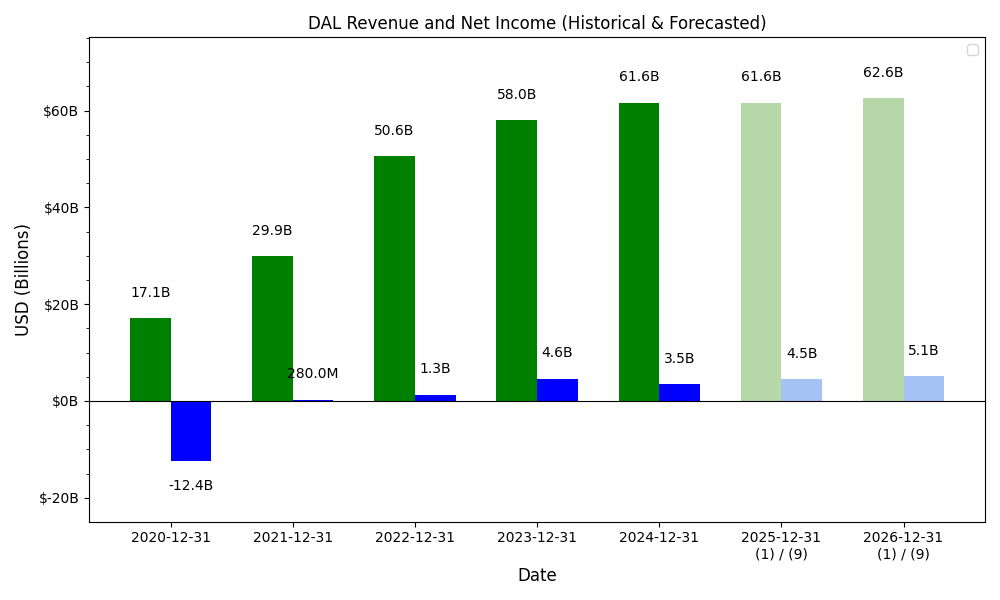 DAL Revenue and Net Income (Historical & Forecasted)
USD (Billions)
$60B
$40B
$20B
$0B
$-20B
17.1B
-12.4B
29.9B
280.0M
50.6B
1.3B
58.0B
4.6B
61.6B
3.5B
61.6B
4.5B
62.6B
5.1B
2020-12-31
2021-12-31
2022-12-31
2023-12-31
2024-12-31
2025-12-31
(1) / (9)
2026-12-31
(1) / (9)
Date